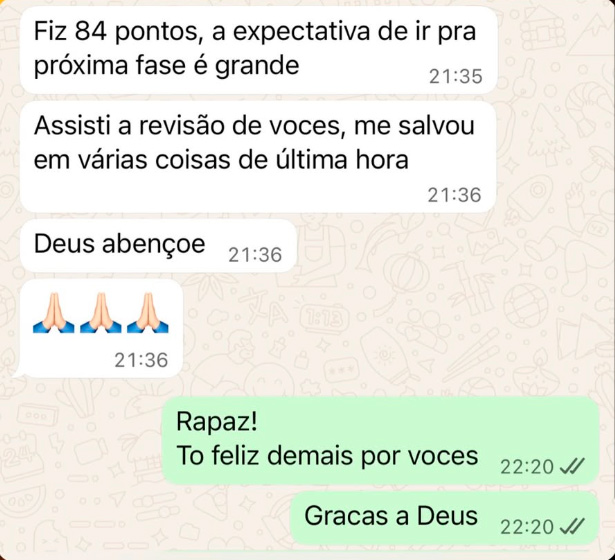 Fiz 84 pontos, a expectativa de ir pra
próxima fase é grande
21:35
Assisti a revisão de voces, me salvou
em várias coisas de última hora
21:36
Deus abençoe 21:36
🙏🏻🙏🏻🙏🏻
21:36
Rapaz!
To feliz demais por voces 22:20
Gracas a Deus 22:20